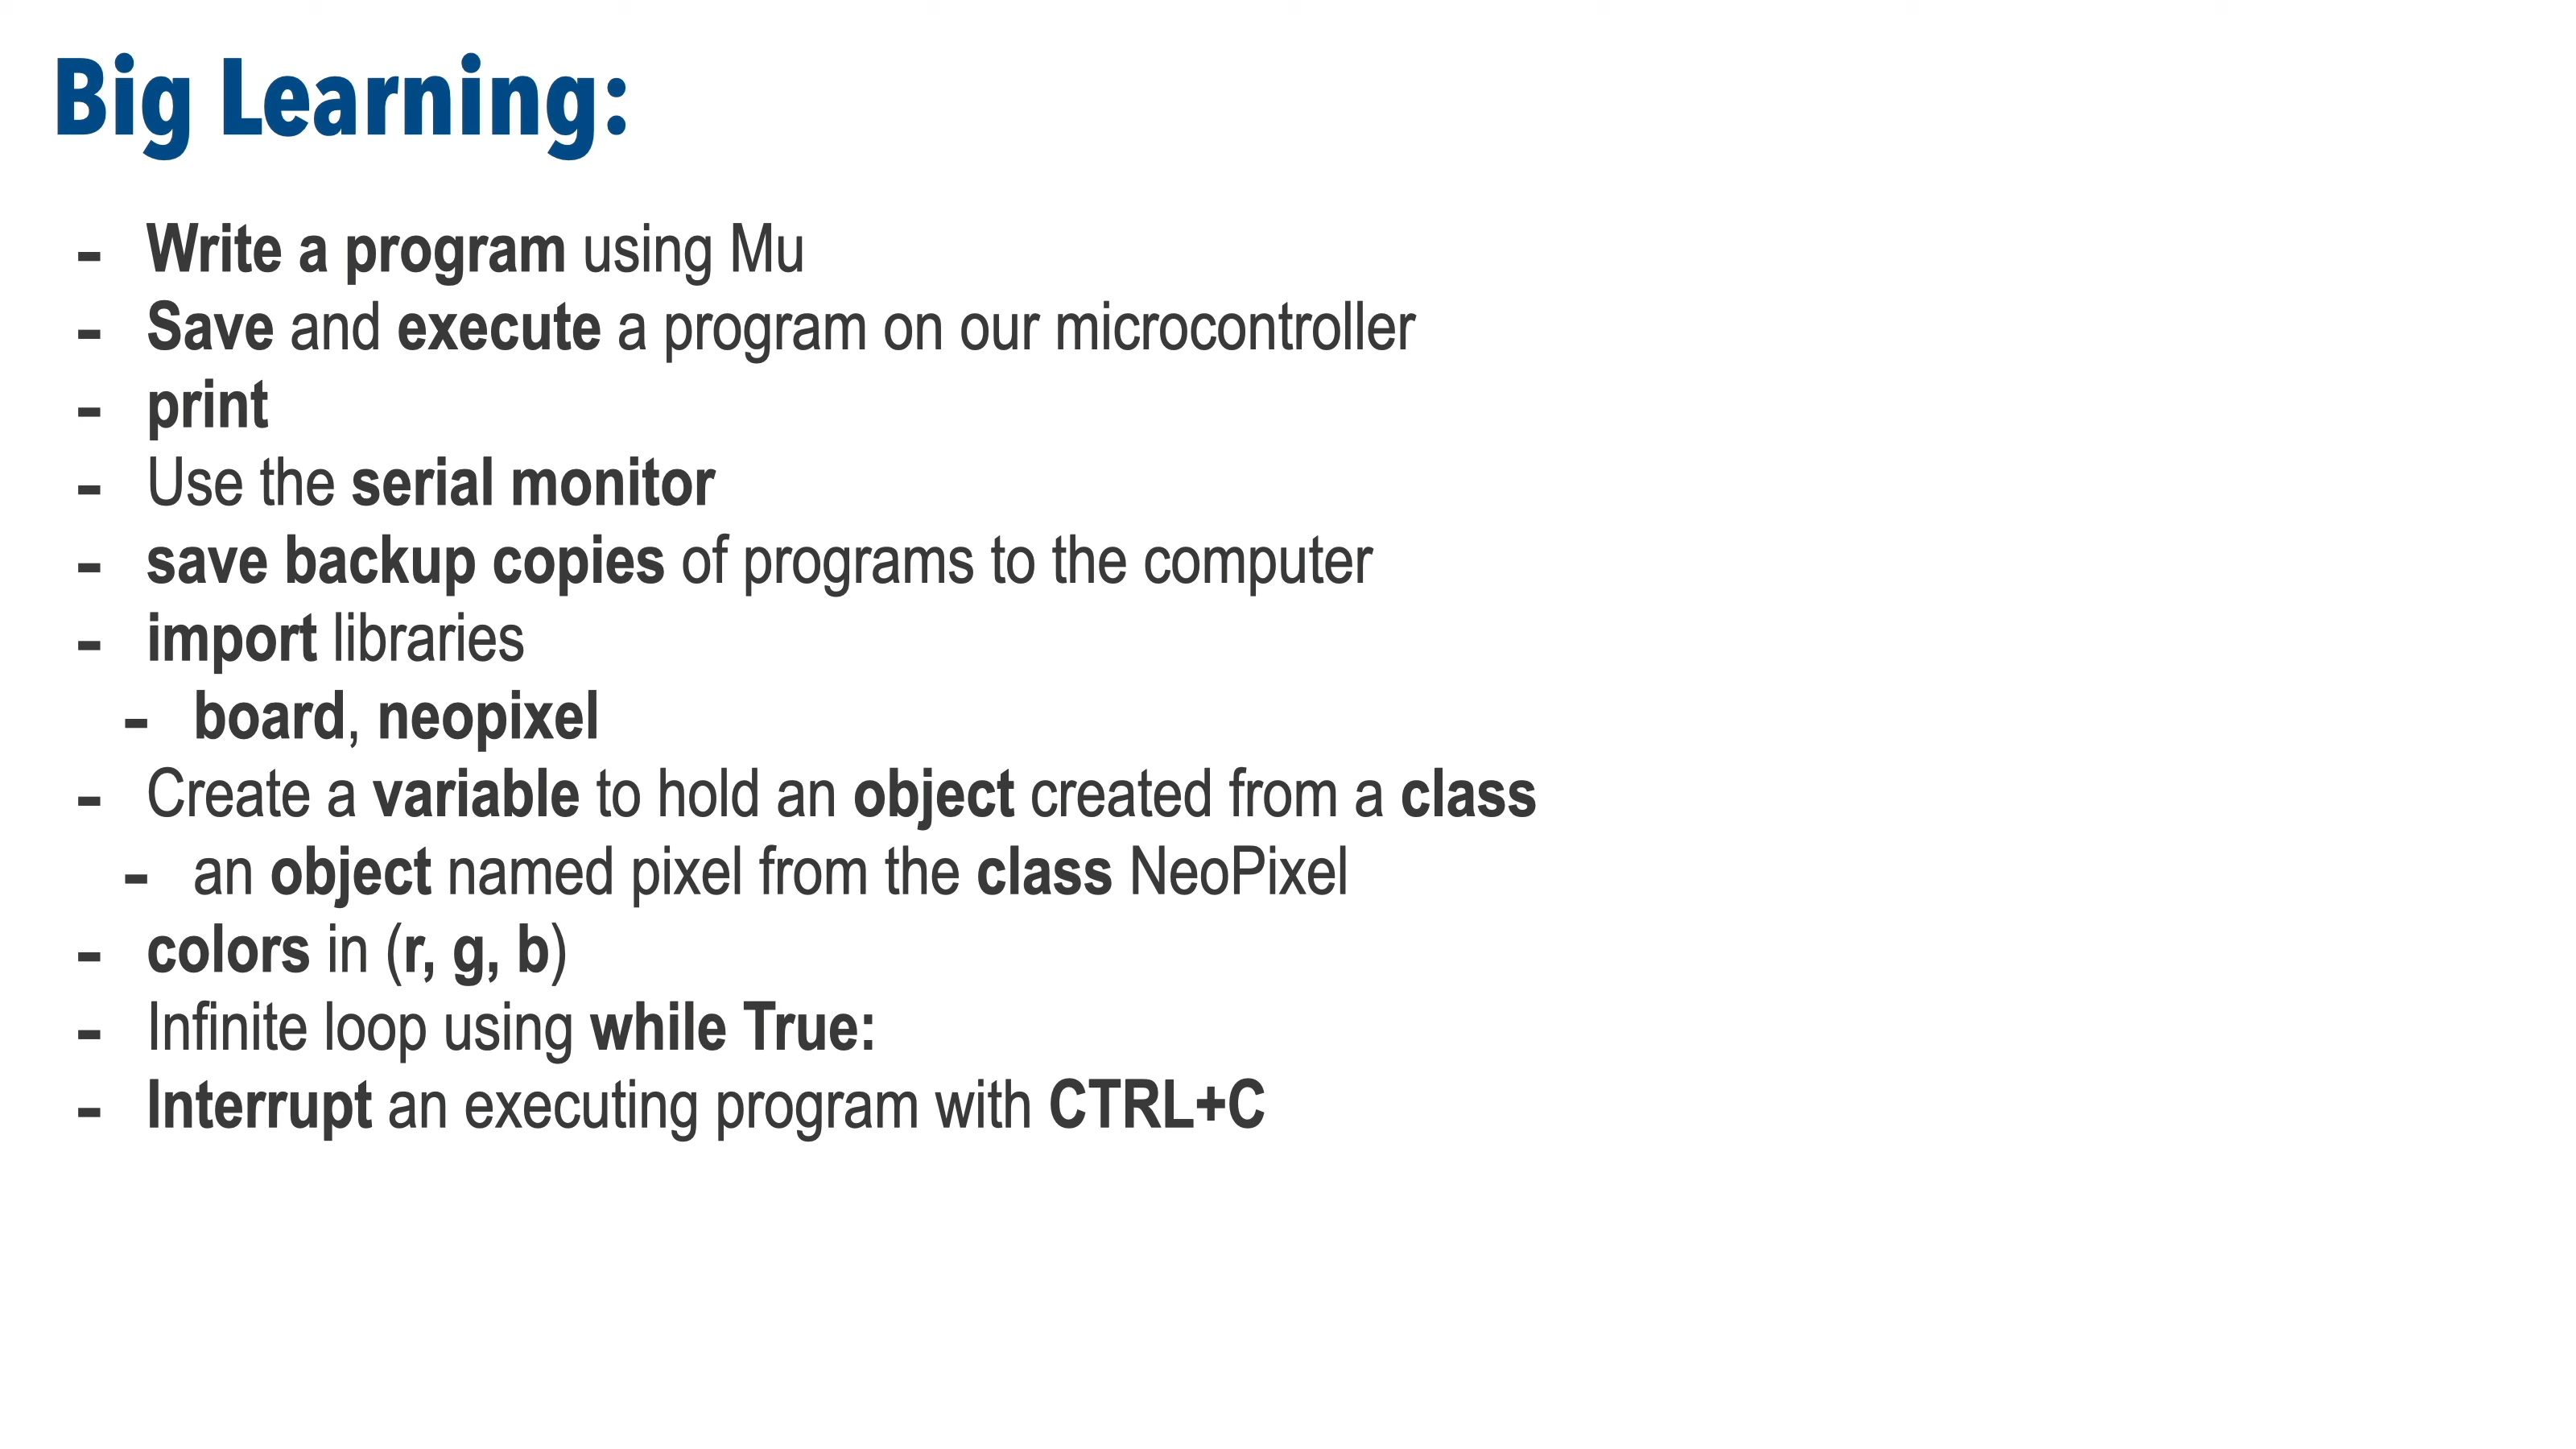 Big Learning:
- Write a program using Mu
- Save and execute a program on our microcontroller
- print
- Use the serial monitor
- save backup copies of programs to the computer
- import libraries
- board, neopixel
- Create a variable to hold an object created from a class
- an object named pixel from the class NeoPixel
- colors in (r, g, b)
- Infinite loop using while True:
- Interrupt an executing program with CTRL+C